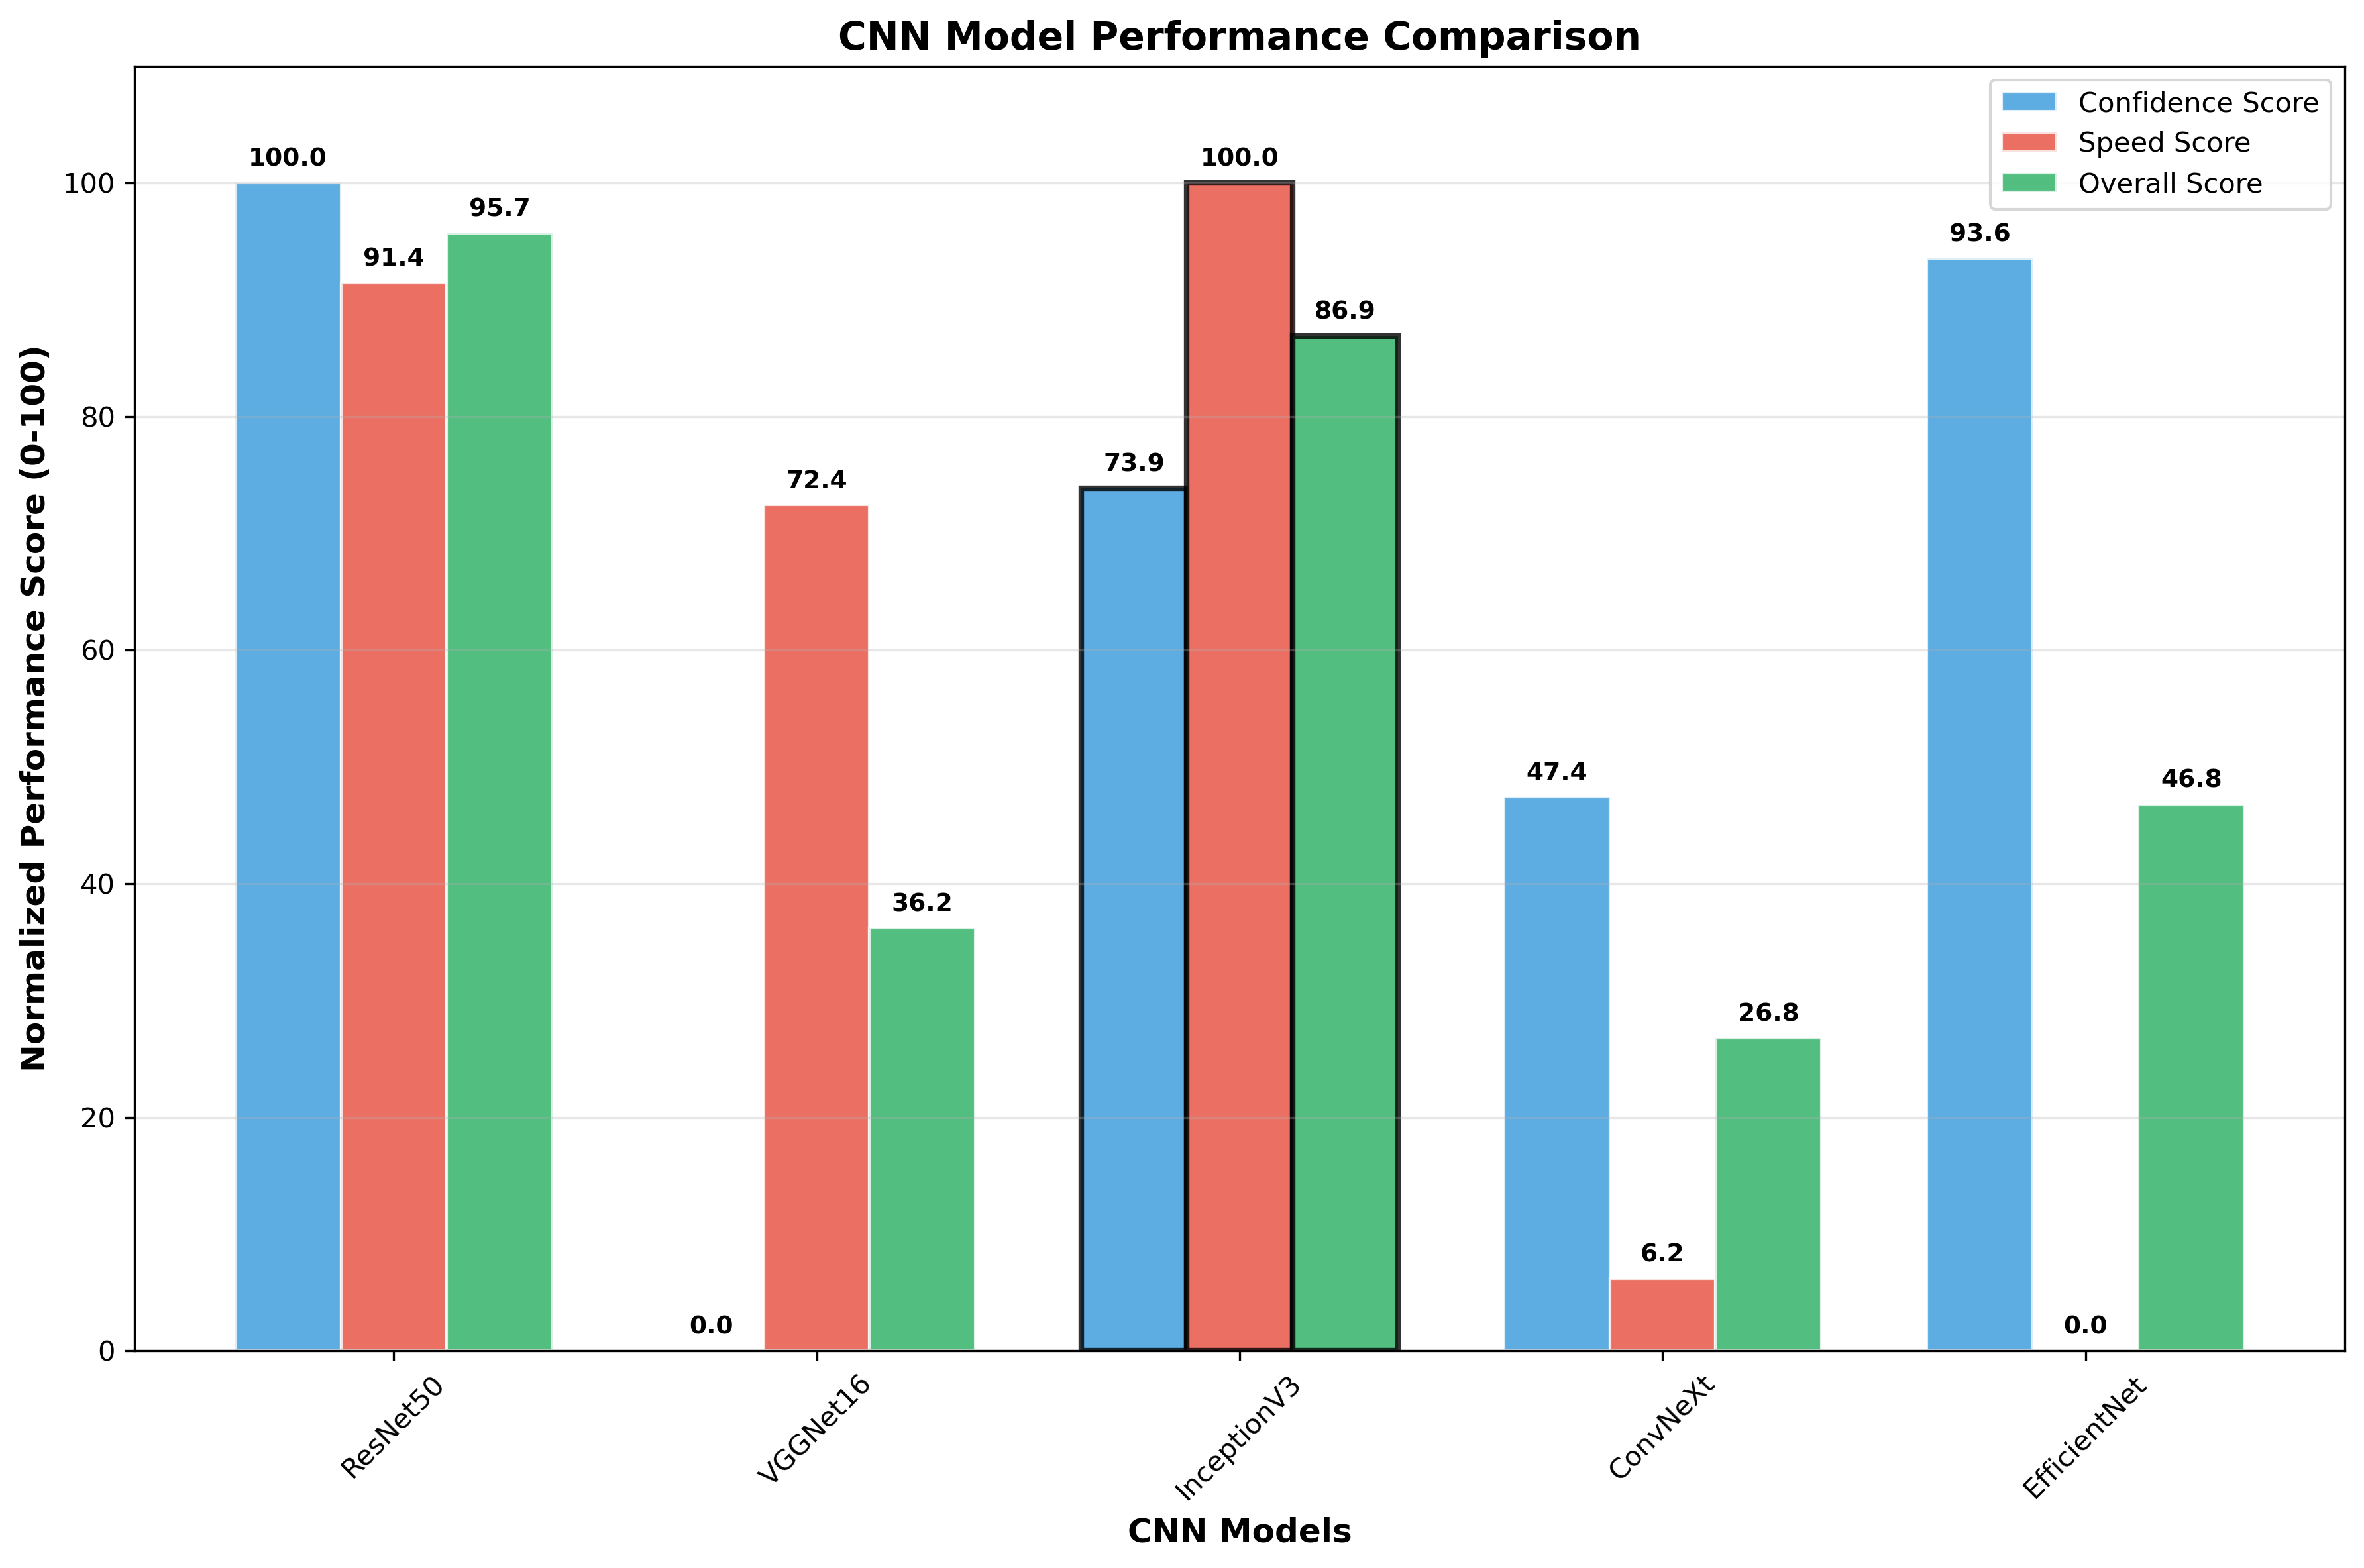 CNN Model Performance Comparison
Confidence Score
Speed Score
Overall Score
Normalized Performance Score (0-100)
100
80
60
40
20
0
100.0
91.4
95.7
0.0
72.4
36.2
73.9
100.0
86.9
47.4
6.2
26.8
93.6
0.0
46.8
ResNet50
VGGNet16
InceptionV3
ConvNeXt
EfficientNet
CNN Models